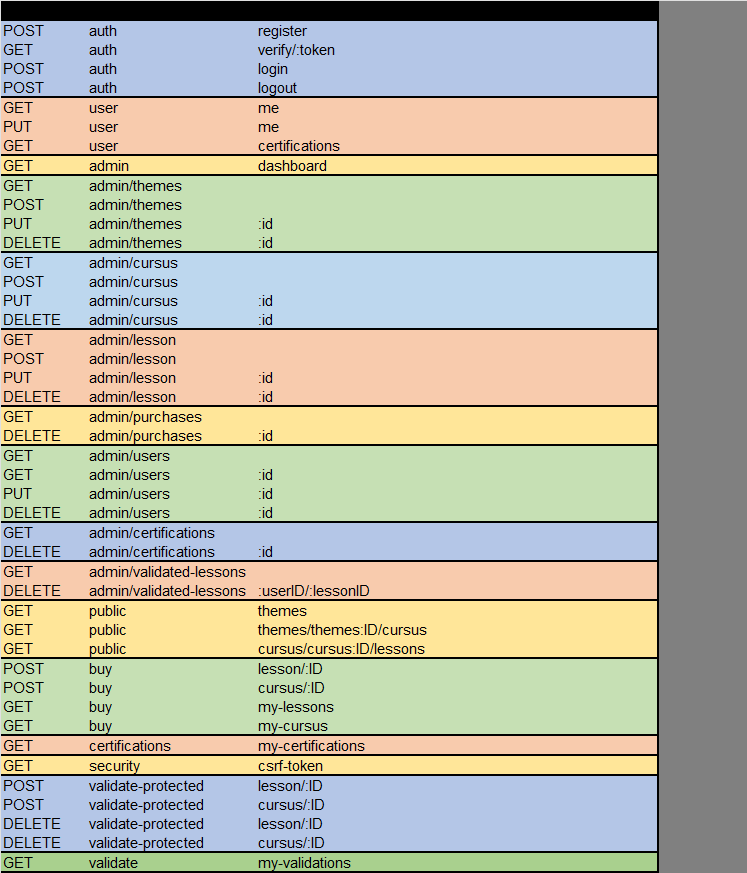 POST auth register
GET auth verify/:token
POST auth login
POST auth logout
GET user me
PUT user me
GET user certifications
GET admin dashboard
GET admin/themes
POST admin/themes
PUT admin/themes :id
DELETE admin/themes :id
GET admin/cursus
POST admin/cursus
PUT admin/cursus :id
DELETE admin/cursus :id
GET admin/lesson
POST admin/lesson
PUT admin/lesson :id
DELETE admin/lesson :id
GET admin/purchases
DELETE admin/purchases :id
GET admin/users
GET admin/users :id
PUT admin/users :id
DELETE admin/users :id
GET admin/certifications
DELETE admin/certifications :id
GET admin/validated-lessons
DELETE admin/validated-lessons :userID/:lessonID
GET public themes
GET public themes/themes:ID/cursus
GET public cursus/cursus:ID/lessons
POST buy lesson/:ID
POST buy cursus/:ID
GET buy my-lessons
GET buy my-cursus
GET certifications my-certifications
GET security csrf-token
POST validate-protected lesson/:ID
POST validate-protected cursus/:ID
DELETE validate-protected lesson/:ID
DELETE validate-protected cursus/:ID
GET validate my-validations